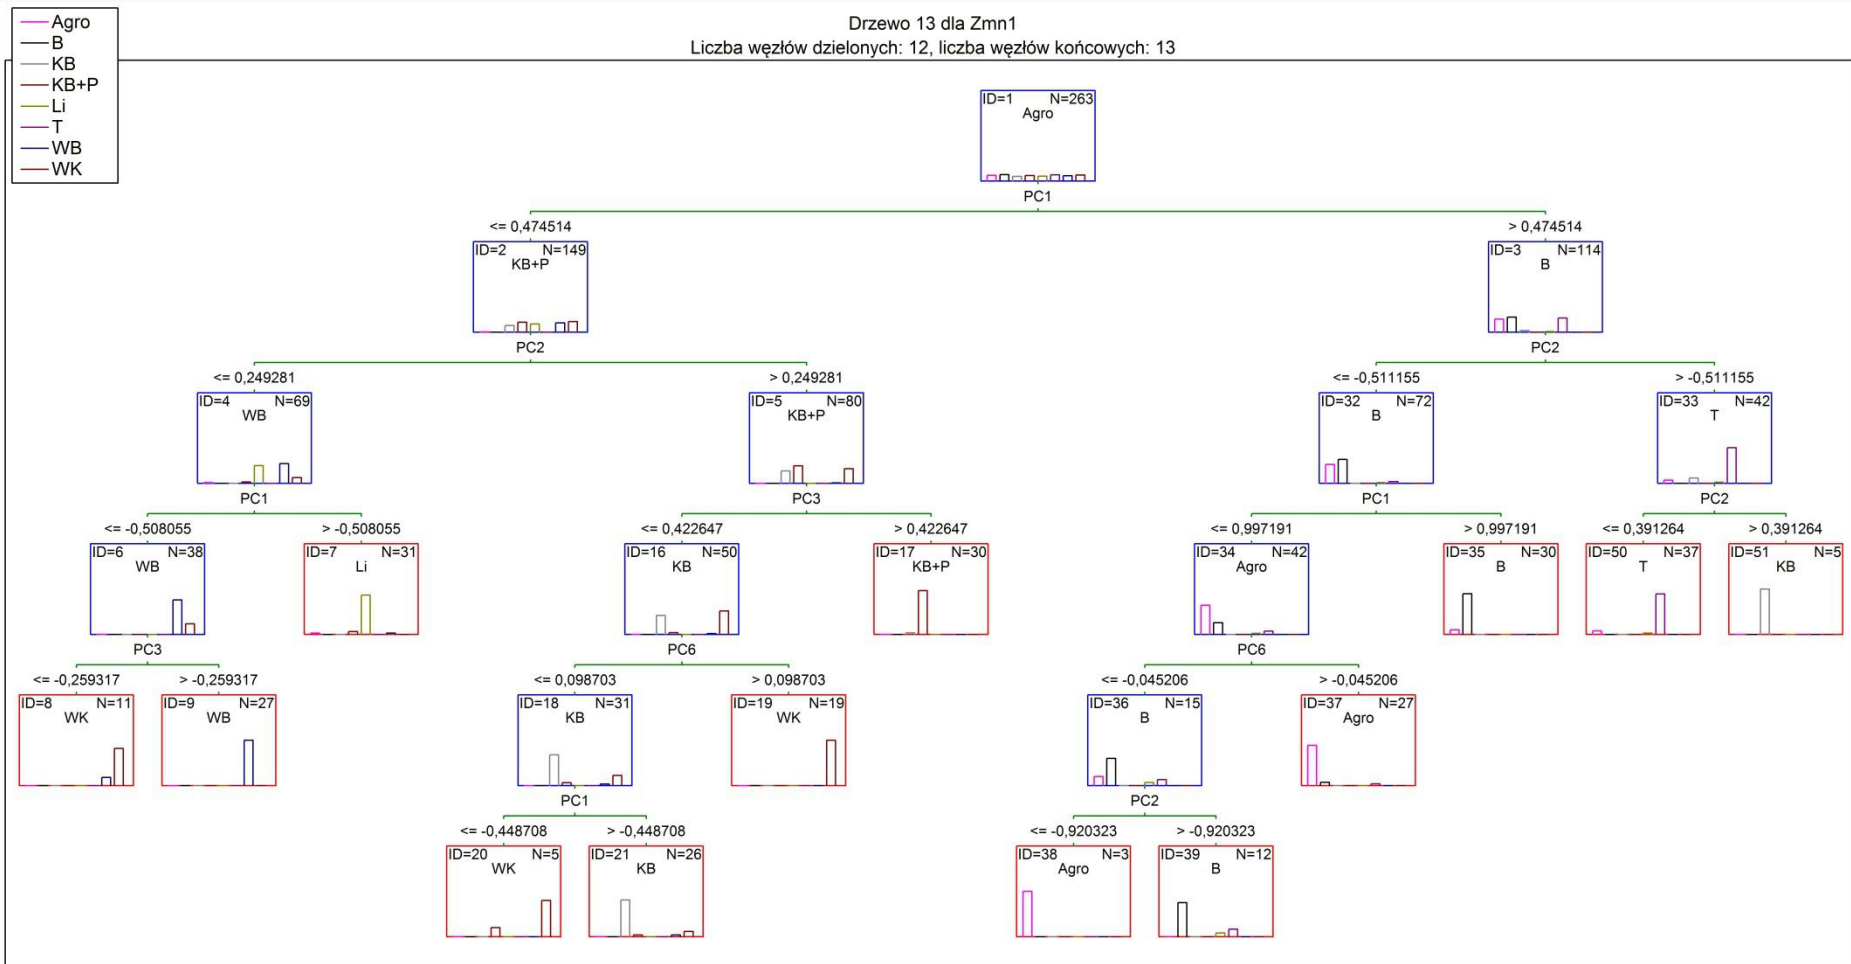 Agro
B
KB
KB+P
Li
T
WB
WK
Drzewo 13 dla Zmn1
Liczba węzłów dzielonych: 12, liczba węzłów końcowych: 13
ID=1 N=263
Agro
PC1
<= 0,474514 > 0,474514
ID=2 N=149 ID=3 N=114
KB+P B
PC2 PC2
<= 0,249281 > 0,249281 <= -0,511155 > -0,511155
ID=4 N=69 ID=5 N=80 ID=32 N=72 ID=33 N=42
WB KB+P B T
PC1 PC3 PC1 PC2
<= -0,508055 > -0,508055 <= 0,422647 > 0,422647 <= 0,997191 > 0,997191 <= 0,391264 > 0,391264
ID=6 N=38 ID=7 N=31 ID=16 N=50 ID=17 N=30 ID=34 N=42 ID=35 N=30 ID=50 N=37 ID=51 N=5
WB Li KB KB+P Agro B T KB
PC3 PC6 PC6
<= -0,259317 > -0,259317 <= 0,098703 > 0,098703 <= -0,045206 > -0,045206
ID=8 N=11 ID=9 N=27 ID=18 N=31 ID=19 N=19 ID=36 N=15 ID=37 N=27
WK WB KB WK B Agro
PC1 PC2
<= -0,448708 > -0,448708 <= -0,920323 > -0,920323
ID=20 N=5 ID=21 N=26 ID=38 N=3 ID=39 N=12
WK KB Agro B